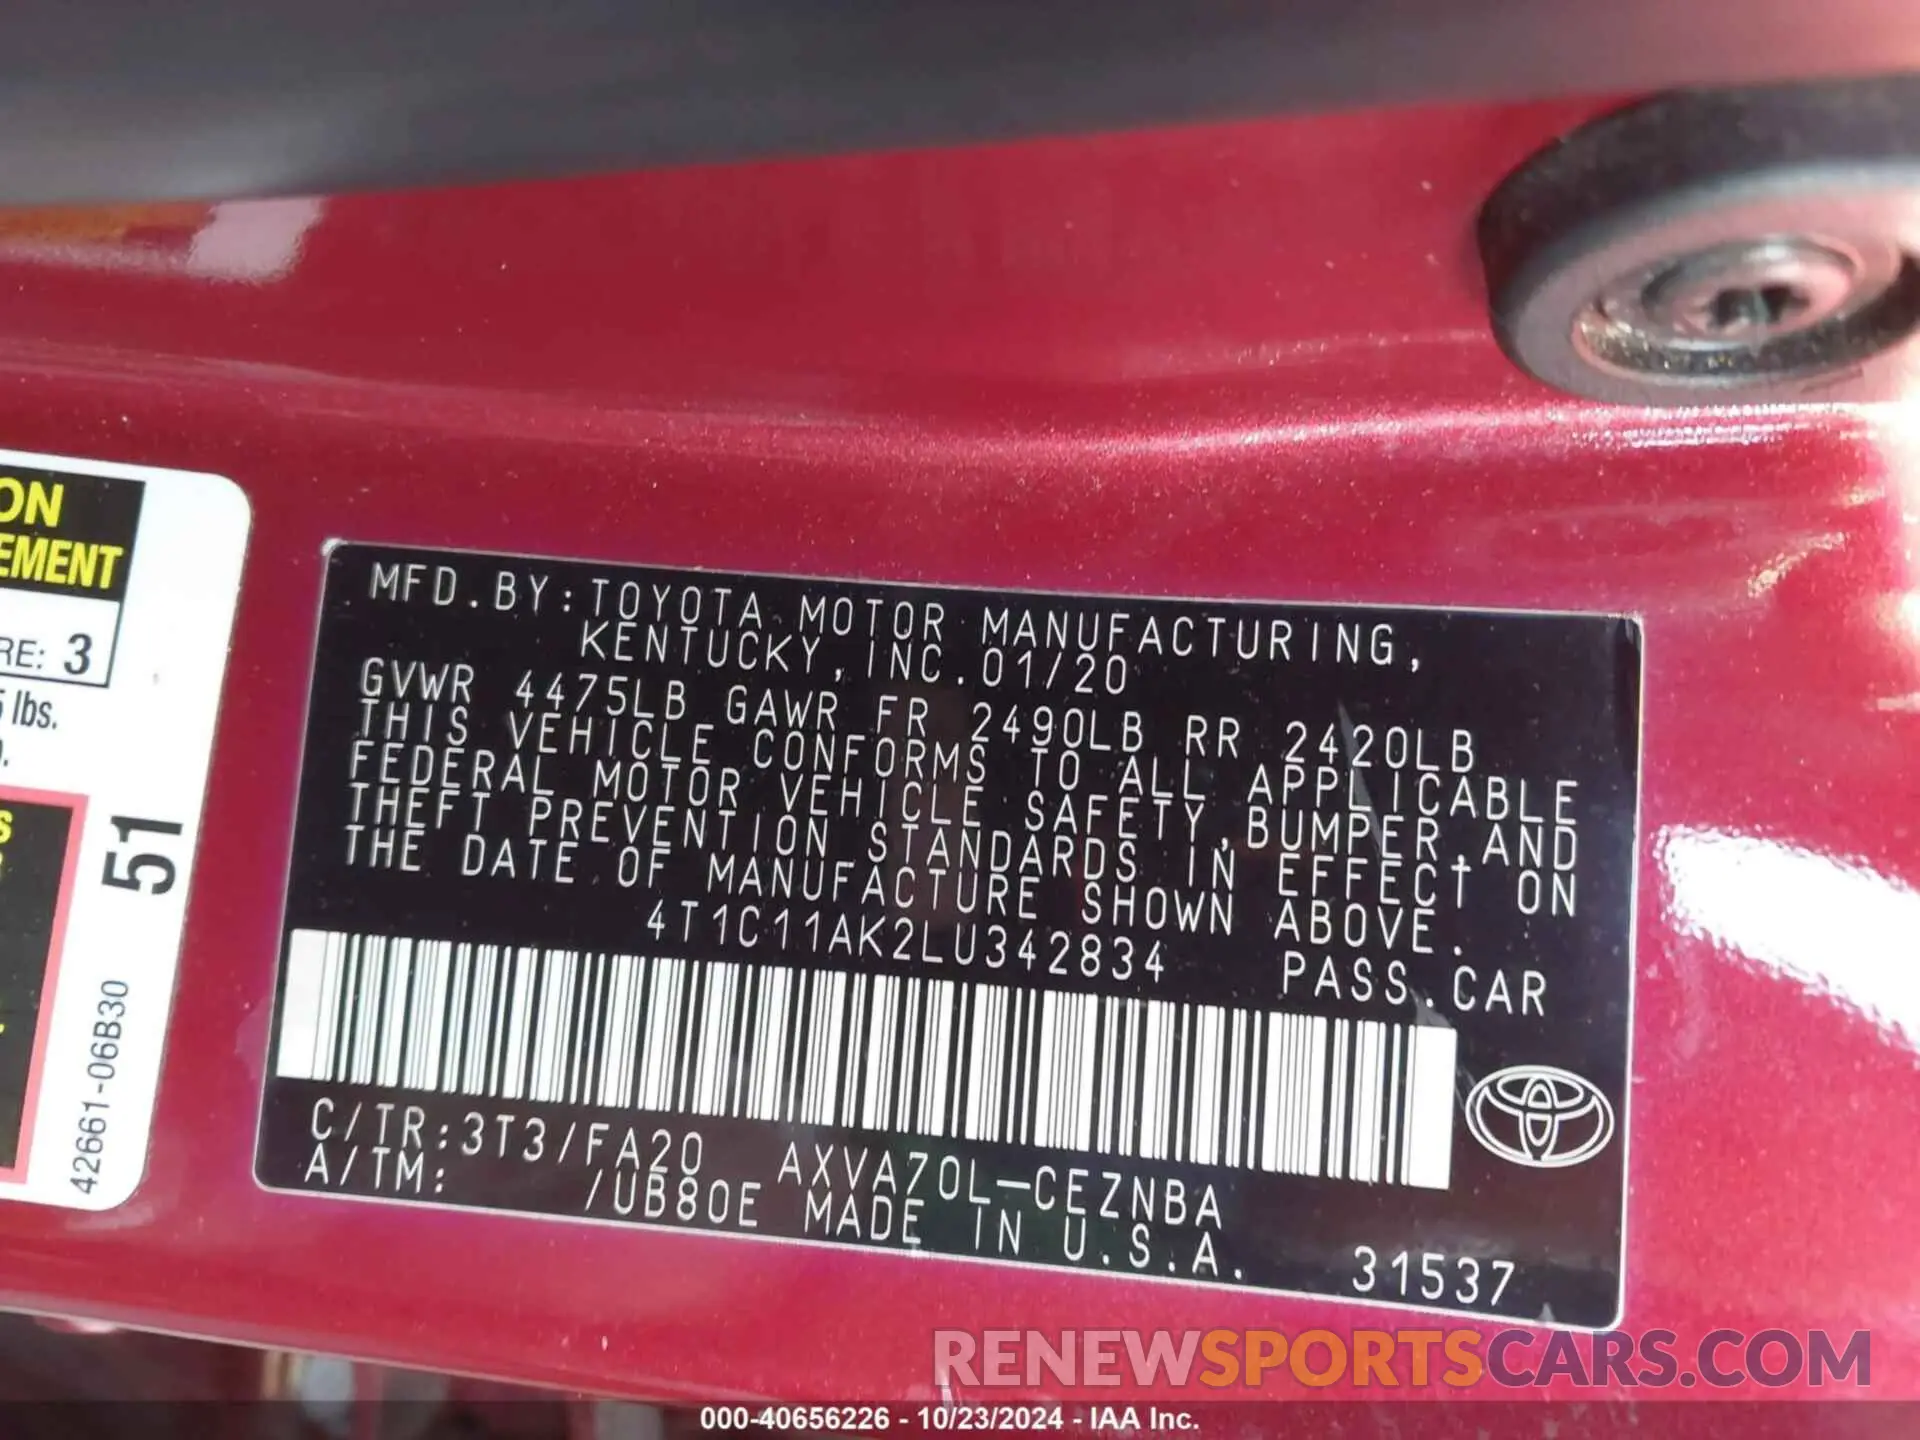 ON
EMENT
RE: 3
lbs.
51
42661-06B30
MFD.BY:TOYOTA MOTOR MANUFACTURING,
KENTUCKY, INC.01/20
GVWR 4475LB GAWR FR 2490LB RR 2420LB
THIS VEHICLE CONFORMS TO ALL APPLICABLE
FEDERAL MOTOR VEHICLE SAFETY,BUMPER,AND
THEFT PREVENTION STANDARDS IN EFFECT ON
THE DATE OF MANUFACTURE SHOWN ABOVE.
4T1C11AK2LU342834 PASS.CAR
C/TR:3T3/FA20 AXVA70L-CEZNBA
A/TM: /UB80E MADE IN U.S.A. 31537
RENEWSPORTSCARS.COM
000-40656226 - 10/23/2024 - IAA Inc.